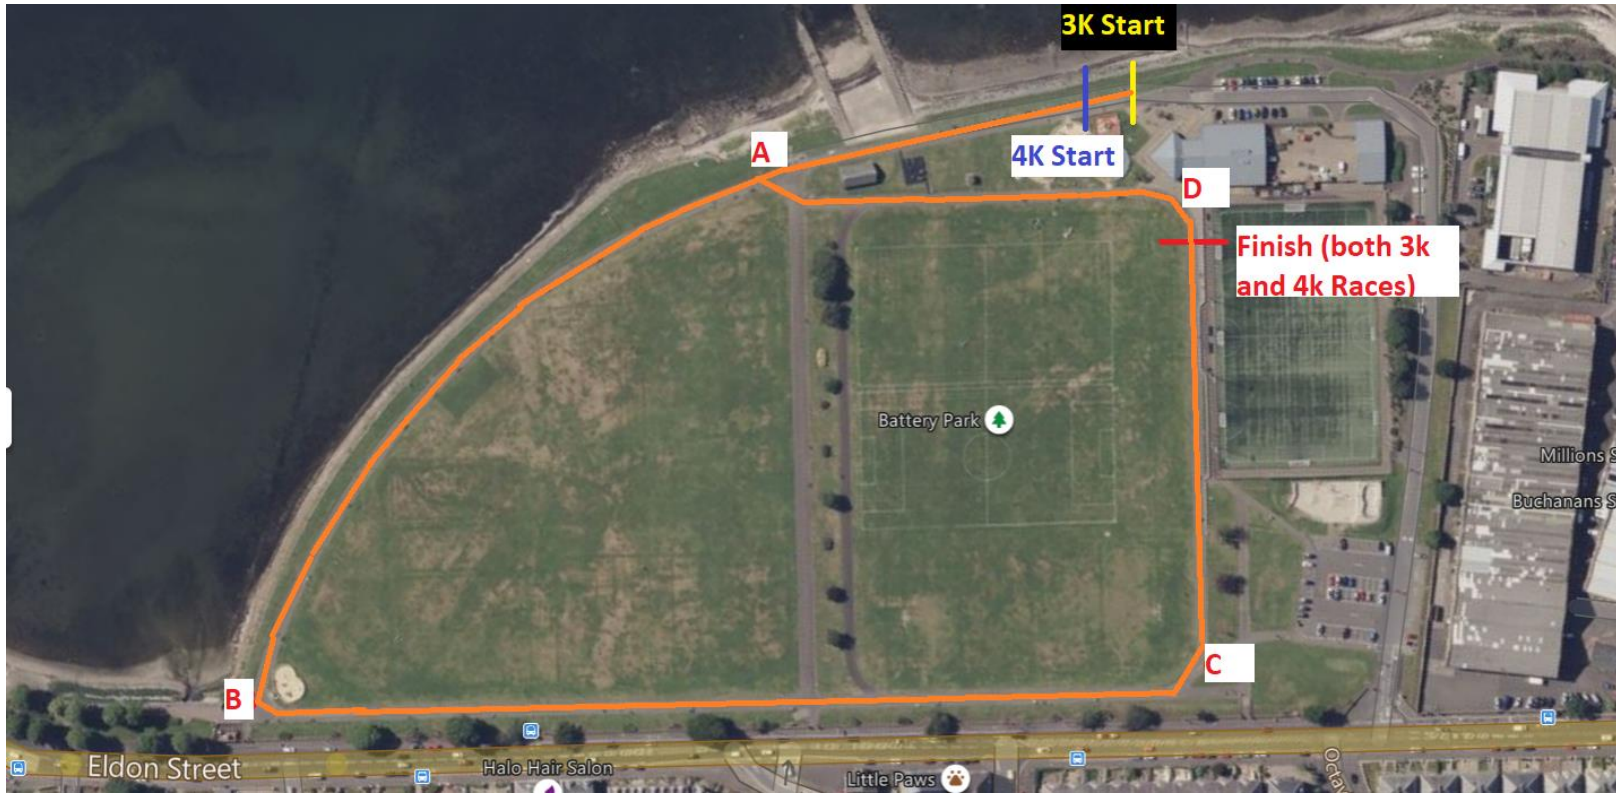 3K Start
A
4K Start
D
Finish (both 3k
and 4k Races)
Battery Park
Millions S
Buchanans S
C
B
Eldon Street
Halo Hair Salon
Little Paws
Octav